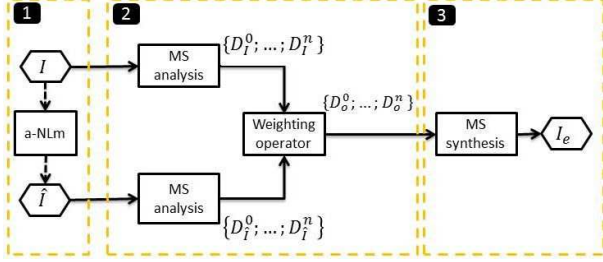 1
2
3
I
a-NLm
Î
MS
analysis
{D_I^0; ...; D_I^n}
MS
analysis
{D_Î^0; ...; D_Î^n}
Weighting
operator
{D_o^0; ...; D_o^n}
MS
synthesis
I_e